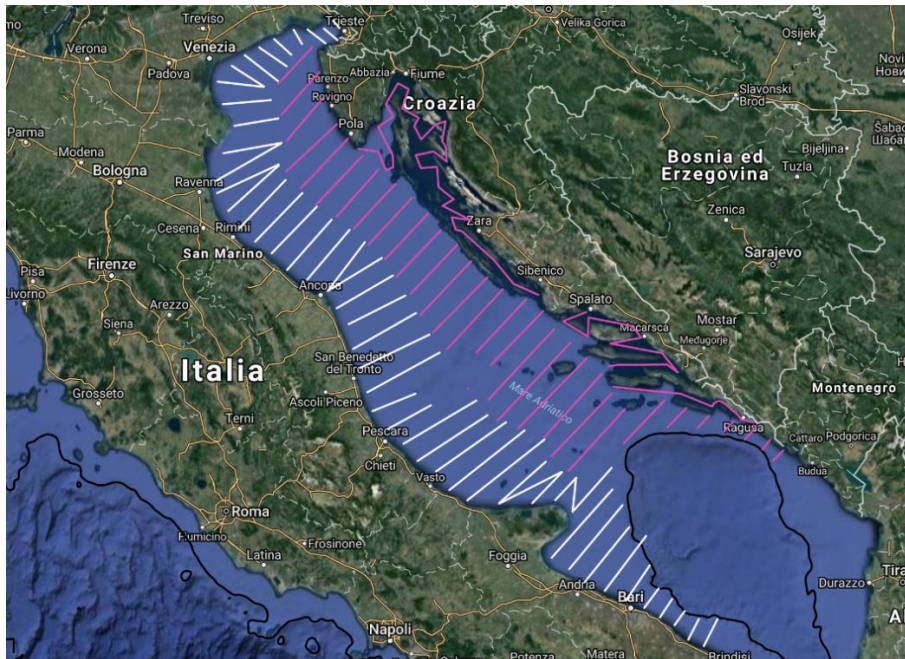 Treviso
Trieste
Velika Gorica
Osijek
Verona
Venezia
Padova
Parenzo
Abbazia
Fiume
Slavonski
Brod
Rovigno
Croazia
Parma
Pola
Modena
Bologna
Bosnia ed
Erzegovina
Bijeljina
Tuzla
Ravenna
Zenica
Cesena
Rimini
Zara
San Marino
Sarajevo
Pisa
Firenze
Sibenico
Livorno
Ancona
Arezzo
Spalato
Siena
Macarsca
Mostar
Međugorje
San Benedetto
del Tronto
Italia
Mare Adriatico
Montenegro
Grosseto
Ascoli Piceno
Terni
Ragusa
Pescara
Cattaro
Podgorica
Chieti
Budua
Vasto
Roma
Fiumicino
Frosinone
Latina
Foggia
Andria
Durazzo
Tira
Bari
Napoli
Potenza
Matera
Brindisi